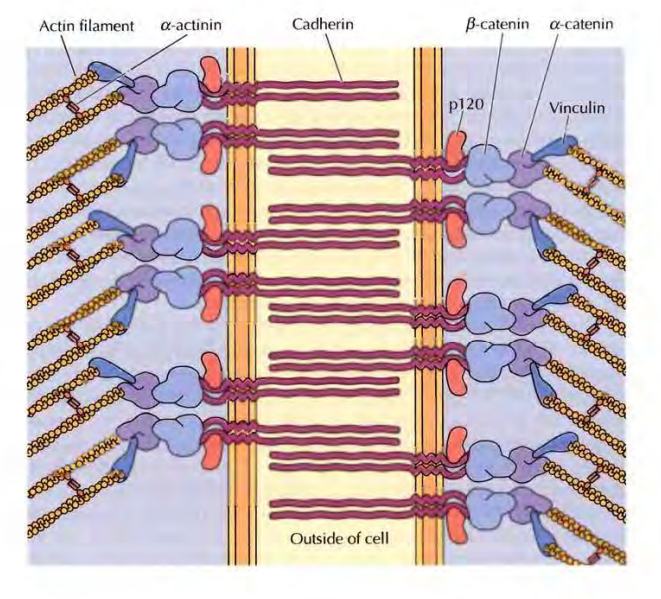 Actin filament
α-actinin
Cadherin
β-catenin
α-catenin
p120
Vinculin
Outside of cell